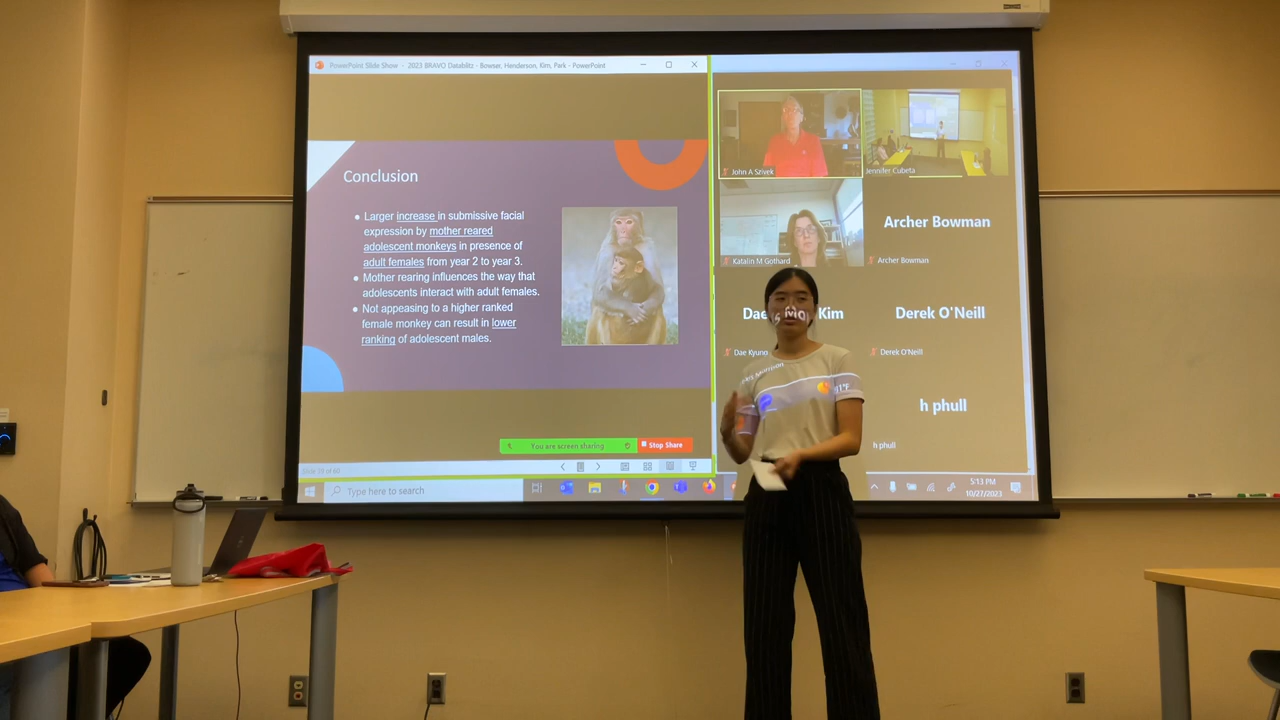 PowerPoint Slide Show - 2023 BRAVO Datablitz - Bowser, Henderson, Kim, Park - PowerPoint
Conclusion
● Larger increase in submissive facial
expression by mother reared
adolescent monkeys in presence of
adult females from year 2 to year 3.
● Mother rearing influences the way that
adolescents interact with adult females.
● Not appeasing to a higher ranked
female monkey can result in lower
ranking of adolescent males.
You are screen sharing
Stop Share
Type here to search
John A Szivek
Jennifer Cubeta
Katalin M Gothard
Archer Bowman
Archer Bowman
Kim
Dae Kyung
Derek O'Neill
Derek O'Neill
h phull
h phull
5:13 PM
10/27/2023